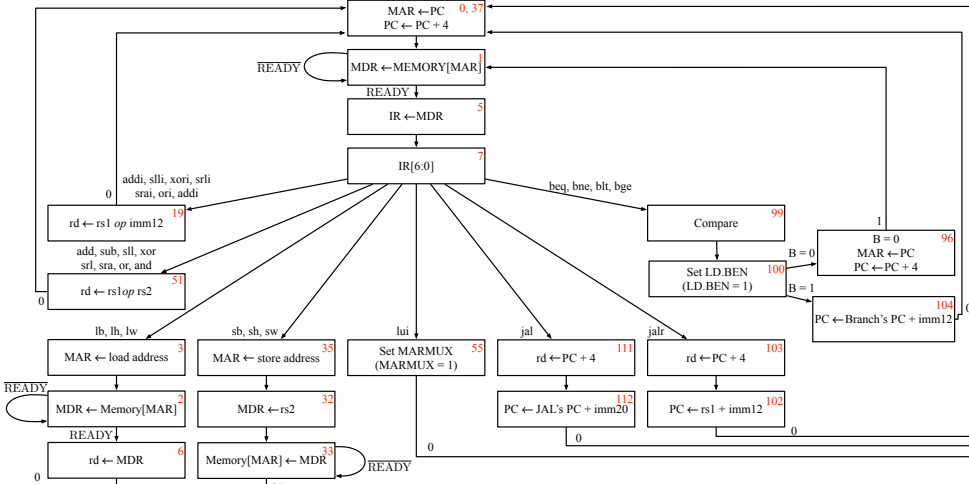 MAR ←PC
PC ← PC + 4
0, 37
READY
MDR ←MEMORY[MAR]
1
READY
IR ←MDR
5
IR[6:0]
7
addi, slli, xori, srli
srai, ori, addi
0
rd ← rs1 op imm12
19
add, sub, sll, xor
srl, sra, or, and
rd ← rs1op rs2
51
0
beq, bne, blt, bge
Compare
99
Set LD.BEN
(LD.BEN = 1)
100
B = 0
B = 1
1
B = 0
MAR ←PC
PC ←PC + 4
96
PC ←Branch's PC + imm12
104
0
lb, lh, lw
MAR ← load address
3
READY
MDR ← Memory[MAR]
2
READY
rd ← MDR
6
0
sb, sh, sw
MAR ← store address
35
MDR ←rs2
32
Memory[MAR] ← MDR
33
READY
lui
Set MARMUX
(MARMUX = 1)
55
0
jal
rd ←PC + 4
111
PC ← JAL's PC + imm20
112
0
jalr
rd ←PC + 4
103
PC ← rs1 + imm12
102
0